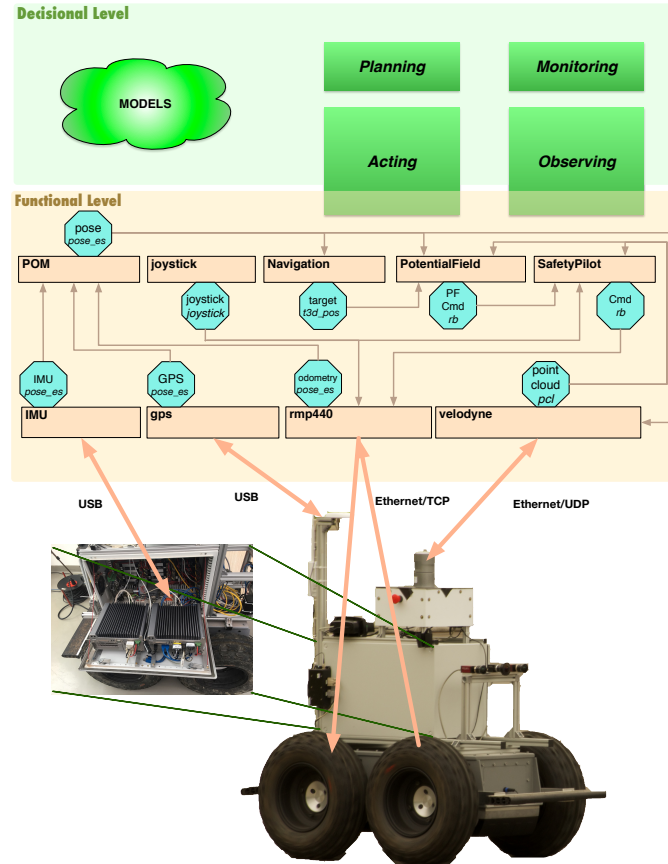 Decisional Level
MODELS
Planning
Monitoring
Acting
Observing
Functional Level
pose
pose_es
POM
joystick
Navigation
PotentialField
SafetyPilot
joystick
joystick
target
t3d_pos
PF
Cmd
rb
Cmd
rb
IMU
pose_es
GPS
pose_es
odometry
pose_es
point
cloud
pcl
IMU
gps
rmp440
velodyne
USB
USB
Ethernet/TCP
Ethernet/UDP